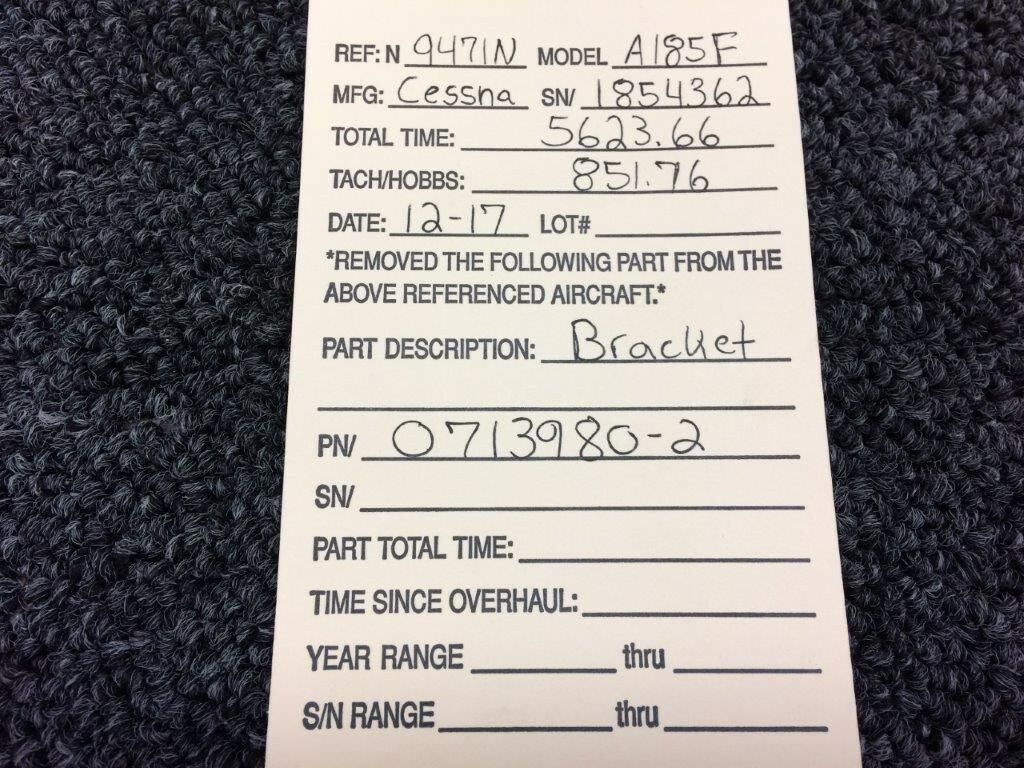 REF: N 9471N MODEL A185F
MFG: Cessna SN/ 1854362
TOTAL TIME: 5623.66
TACH/HOBBS: 851.76
DATE: 12-17 LOT#
*REMOVED THE FOLLOWING PART FROM THE
ABOVE REFERENCED AIRCRAFT.*
PART DESCRIPTION: Bracket
PN/ 0713980-2
SN/
PART TOTAL TIME:
TIME SINCE OVERHAUL:
YEAR RANGE thru
S/N RANGE thru